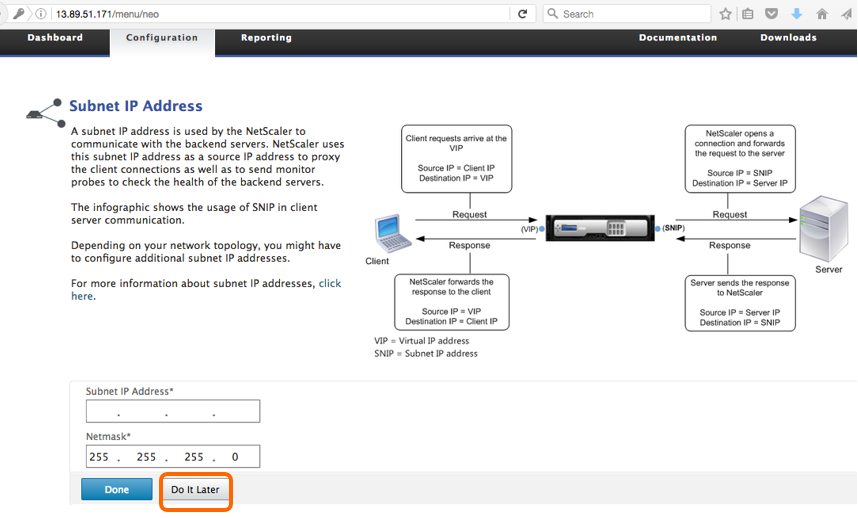 13.89.51.171/menu/neo
Search
Dashboard
Configuration
Reporting
Documentation
Downloads
Subnet IP Address
A subnet IP address is used by the NetScaler to
communicate with the backend servers. NetScaler uses
this subnet IP address as a source IP address to proxy
the client connections as well as to send monitor
probes to check the health of the backend servers.
The infographic shows the usage of SNIP in client
server communication.
Depending on your network topology, you might have
to configure additional subnet IP addresses.
For more information about subnet IP addresses, click
here.
Client requests arrive at the
VIP
Source IP = Client IP
Destination IP = VIP
NetScaler opens a
connection and forwards
the request to the server
Source IP = SNIP
Destination IP = Server IP
Request
(VIP)
(SNIP)
Request
Response
Response
Client
Server
NetScaler forwards the
response to the client
Source IP = VIP
Destination IP = Client IP
Server sends the response
to NetScaler
Source IP = Server IP
Destination IP = SNIP
VIP = Virtual IP address
SNIP = Subnet IP address
Subnet IP Address*
. . .
Netmask*
255 . 255 . 255 . 0
Done
Do It Later